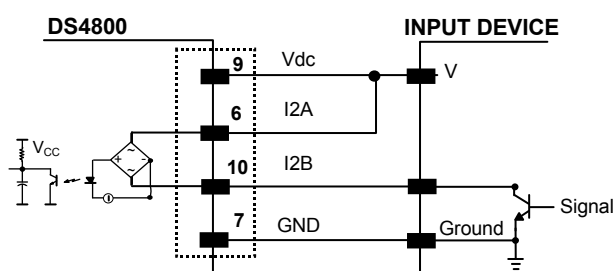 DS4800
INPUT DEVICE
9
Vdc
V
6
I2A
VCC
+
~
-
~
10
I2B
Signal
7
GND
Ground